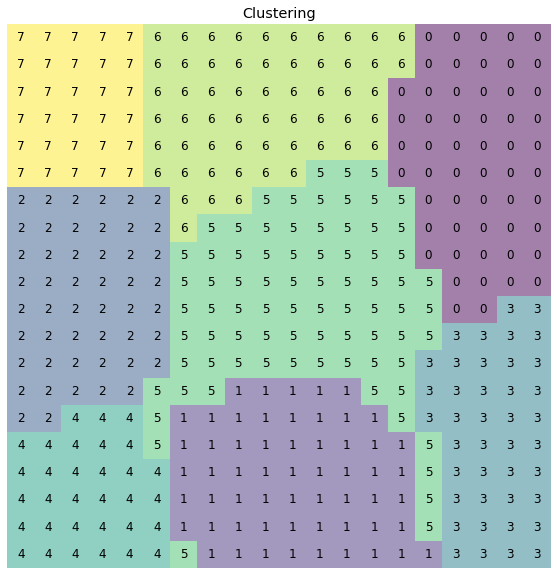 Clustering
7 7 7 7 7 6 6 6 6 6 6 6 6 6 6 0 0 0 0 0
7 7 7 7 7 6 6 6 6 6 6 6 6 6 6 0 0 0 0 0
7 7 7 7 7 6 6 6 6 6 6 6 6 6 0 0 0 0 0 0
7 7 7 7 7 6 6 6 6 6 6 6 6 6 0 0 0 0 0 0
7 7 7 7 7 6 6 6 6 6 6 6 6 6 0 0 0 0 0 0
7 7 7 7 7 6 6 6 6 6 6 5 5 5 0 0 0 0 0 0
2 2 2 2 2 2 6 6 6 5 5 5 5 5 5 0 0 0 0 0
2 2 2 2 2 2 6 5 5 5 5 5 5 5 5 0 0 0 0 0
2 2 2 2 2 2 5 5 5 5 5 5 5 5 5 0 0 0 0 0
2 2 2 2 2 2 5 5 5 5 5 5 5 5 5 5 0 0 0 0
2 2 2 2 2 2 5 5 5 5 5 5 5 5 5 5 0 0 3 3
2 2 2 2 2 2 5 5 5 5 5 5 5 5 5 5 3 3 3 3
2 2 2 2 2 2 5 5 5 5 5 5 5 5 5 3 3 3 3 3
2 2 2 2 2 5 5 5 1 1 1 1 1 5 5 3 3 3 3 3
2 2 4 4 4 5 1 1 1 1 1 1 1 1 5 3 3 3 3 3
4 4 4 4 4 5 1 1 1 1 1 1 1 1 1 5 3 3 3 3
4 4 4 4 4 4 1 1 1 1 1 1 1 1 1 5 3 3 3 3
4 4 4 4 4 4 1 1 1 1 1 1 1 1 1 5 3 3 3 3
4 4 4 4 4 4 1 1 1 1 1 1 1 1 1 5 3 3 3 3
4 4 4 4 4 4 5 1 1 1 1 1 1 1 1 1 3 3 3 3